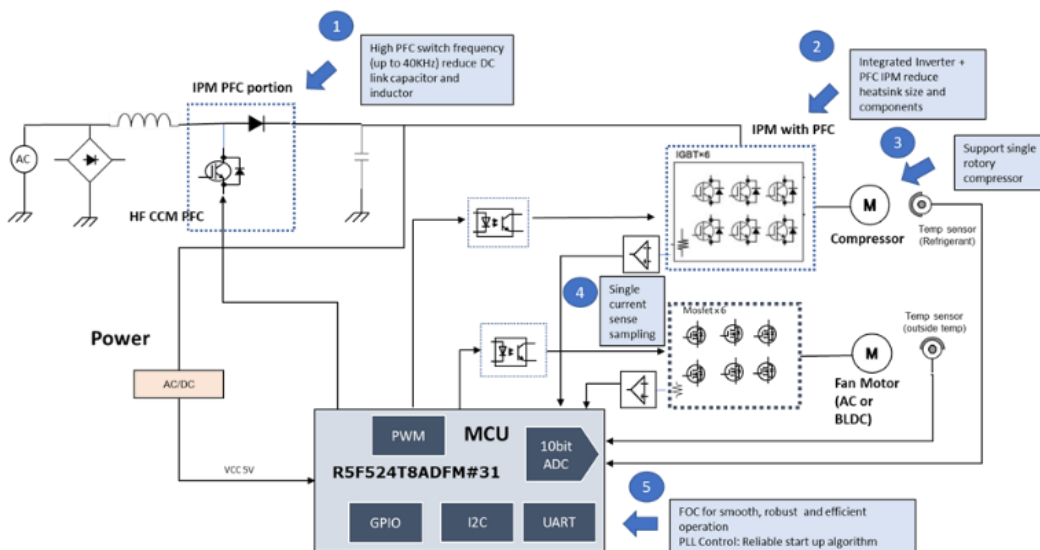 1
High PFC switch frequency
(up to 40KHz) reduce DC
link capacitor and
inductor
2
Integrated Inverter +
PFC IPM reduce
heatsink size and
components
IPM PFC portion
IPM with PFC
IGBT×6
3
Support single
rotory
compressor
AC
HF CCM PFC
M
Compressor
Temp sensor
(Refrigerant)
4
Single
current
sense
sampling
Mosfet x 6
Temp sensor
(outside temp)
Power
M
Fan Motor
(AC or
BLDC)
AC/DC
PWM
MCU
10bit
ADC
R5F524T8ADFM#31
VCC 5V
GPIO
I2C
UART
5
FOC for smooth, robust and efficient
operation
PLL Control: Reliable start up algorithm